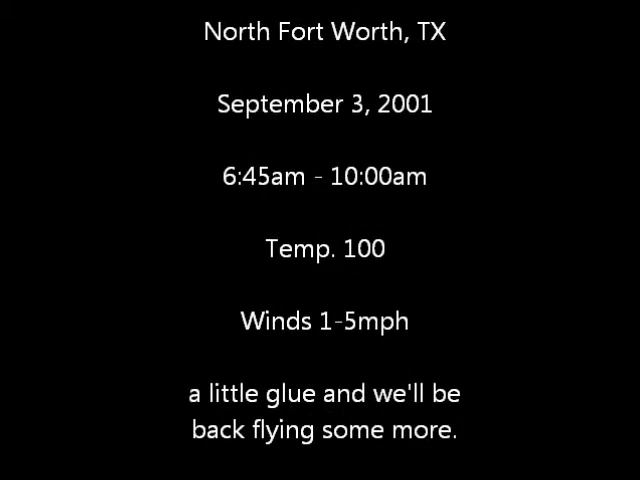 North Fort Worth, TX
September 3, 2001
6:45am - 10:00am
Temp. 100
Winds 1-5mph
a little glue and we'll be
back flying some more.